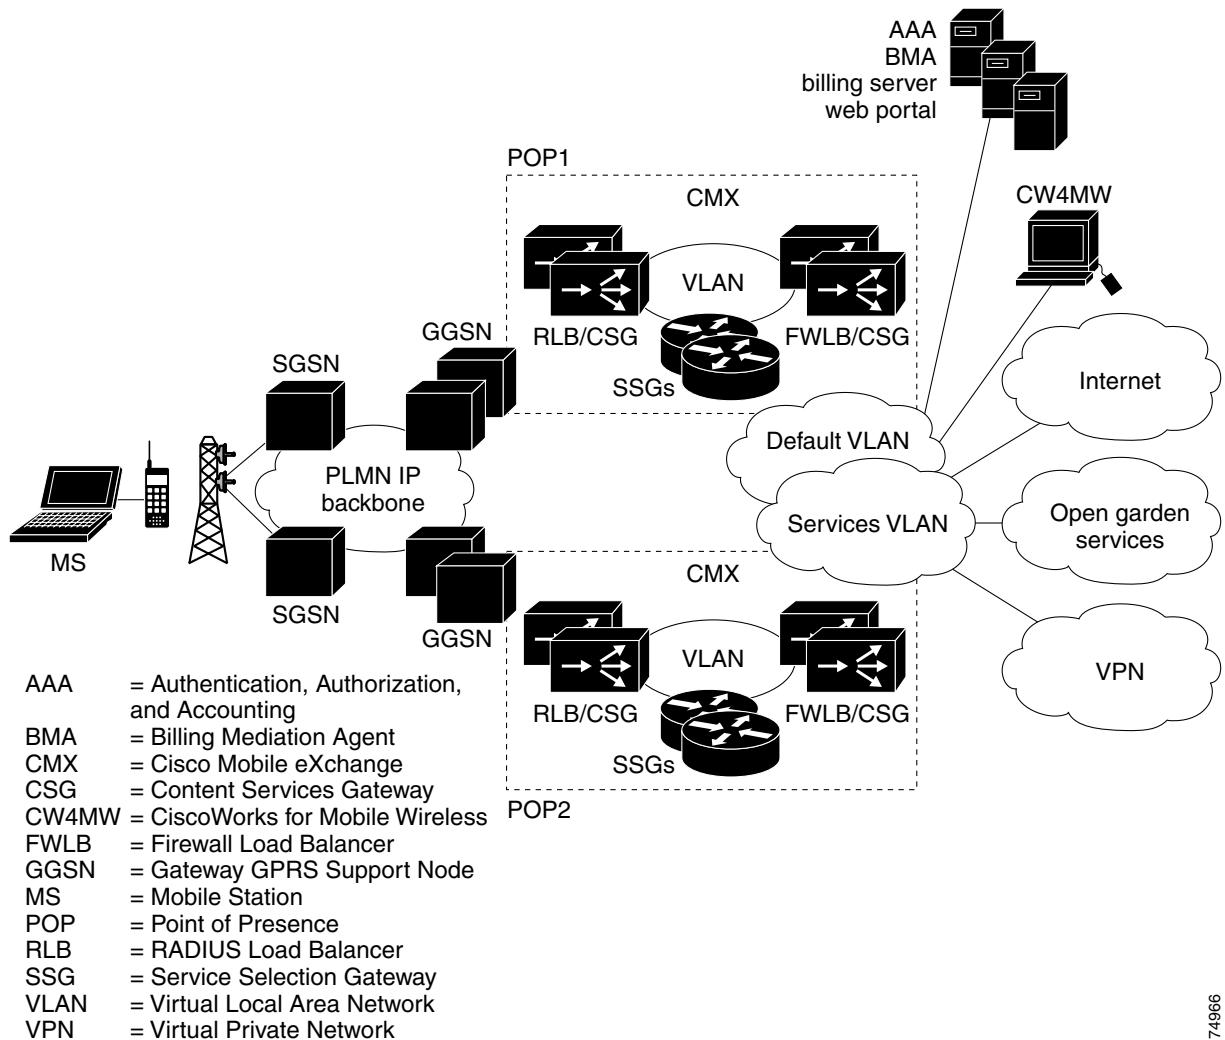 AAA
BMA
billing server
web portal
POP1
CMX
CW4MW
VLAN
GGSN
RLB/CSG
FWLB/CSG
SGSN
SSGs
Internet
Default VLAN
PLMN IP
backbone
Services VLAN
Open garden
services
MS
CMX
SGSN
GGSN
VLAN
VPN
RLB/CSG
FWLB/CSG
SSGs
POP2
AAA = Authentication, Authorization,
and Accounting
BMA = Billing Mediation Agent
CMX = Cisco Mobile eXchange
CSG = Content Services Gateway
CW4MW = CiscoWorks for Mobile Wireless
FWLB = Firewall Load Balancer
GGSN = Gateway GPRS Support Node
MS = Mobile Station
POP = Point of Presence
RLB = RADIUS Load Balancer
SSG = Service Selection Gateway
VLAN = Virtual Local Area Network
VPN = Virtual Private Network
74966